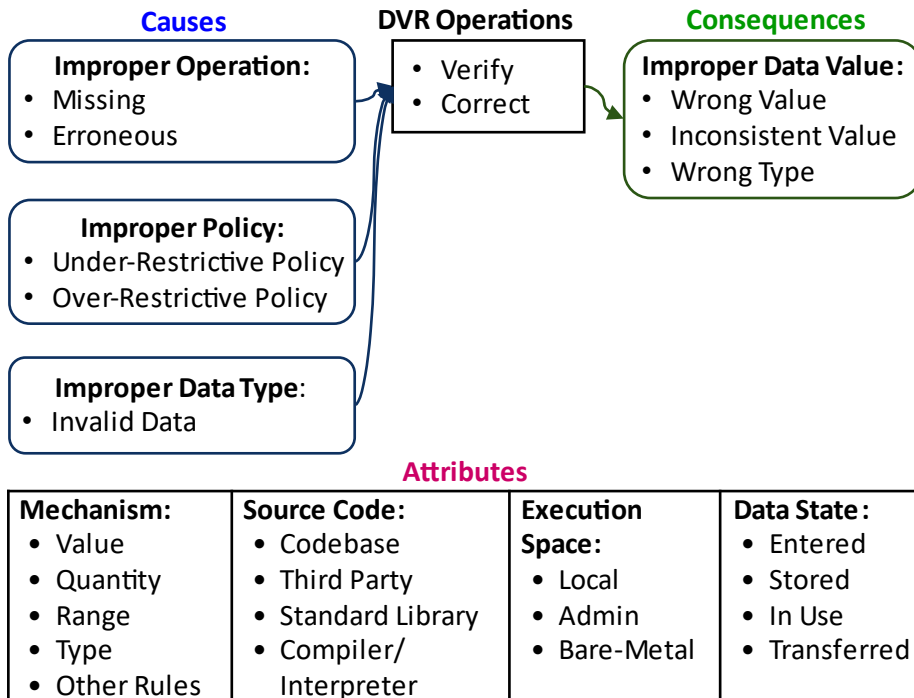 Causes
Improper Operation:
• Missing
• Erroneous
Improper Policy:
• Under-Restrictive Policy
• Over-Restrictive Policy
Improper Data Type:
• Invalid Data
DVR Operations
• Verify
• Correct
Consequences
Improper Data Value:
• Wrong Value
• Inconsistent Value
• Wrong Type
Attributes
Mechanism:
• Value
• Quantity
• Range
• Type
• Other Rules
Source Code:
• Codebase
• Third Party
• Standard Library
• Compiler/
Interpreter
Execution
Space:
• Local
• Admin
• Bare-Metal
Data State:
• Entered
• Stored
• In Use
• Transferred